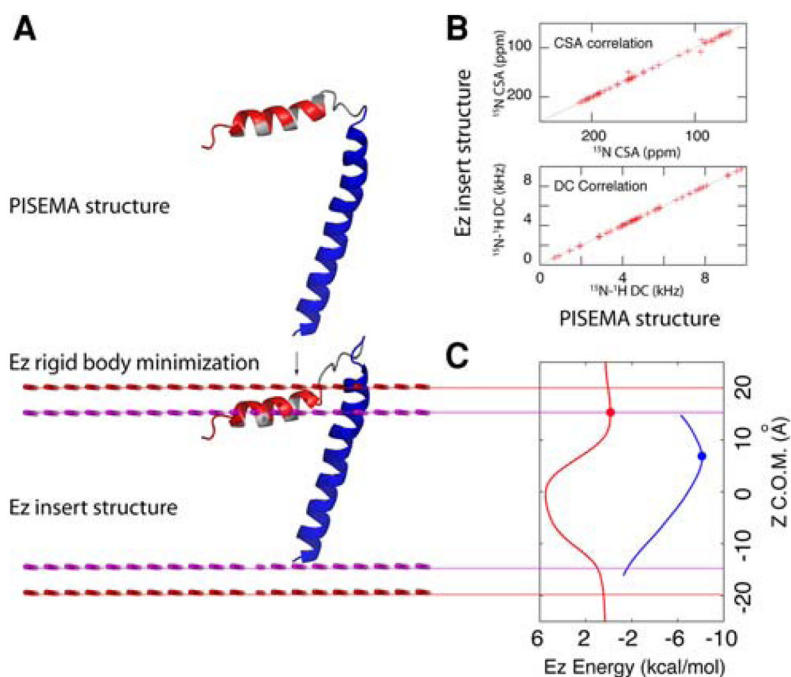 A
B
CSA correlation
¹⁵N CSA (ppm)
100
200
200
100
¹⁵N CSA (ppm)
Ez insert structure
DC Correlation
¹⁵N-¹H DC (kHz)
8
4
0
0
4
8
¹⁵N-¹H DC (kHz)
PISEMA structure
PISEMA structure
Ez rigid body minimization
Ez insert structure
C
20
10
0
-10
-20
Z C.O.M. (Å)
6
2
-2
-6
-10
Ez Energy (kcal/mol)